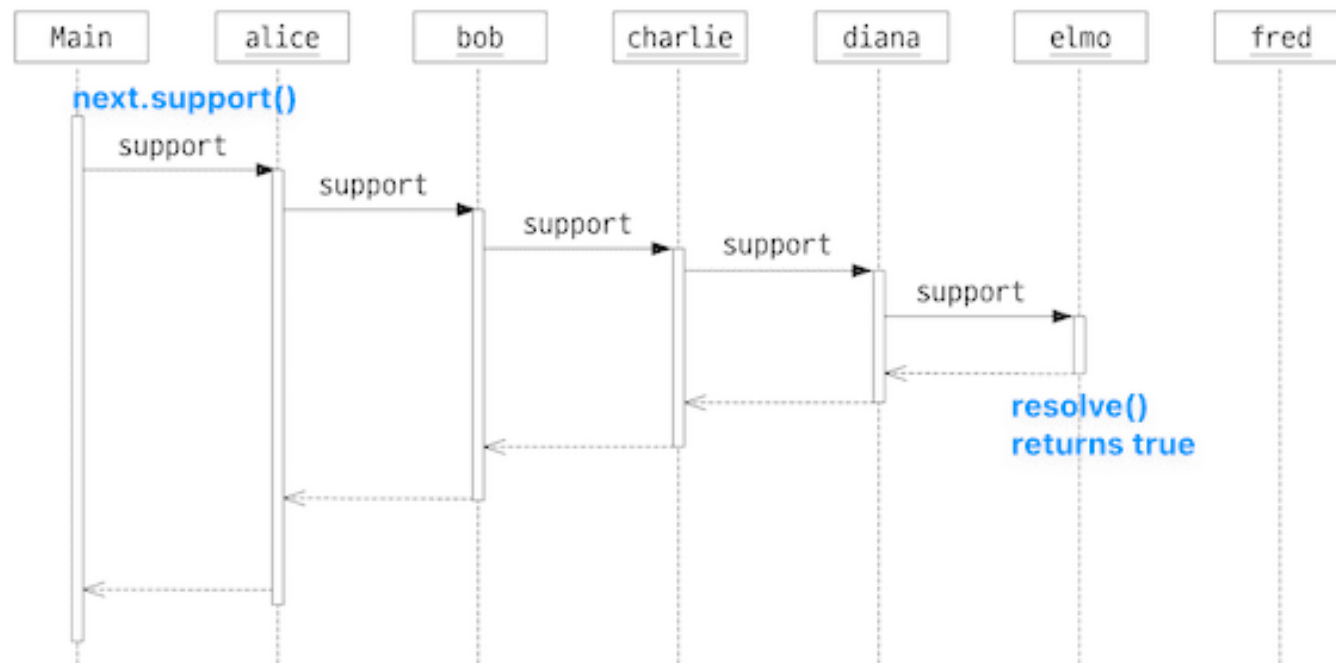 Main
alice
bob
charlie
diana
elmo
fred
next.support()
support
support
support
support
support
resolve()
returns true